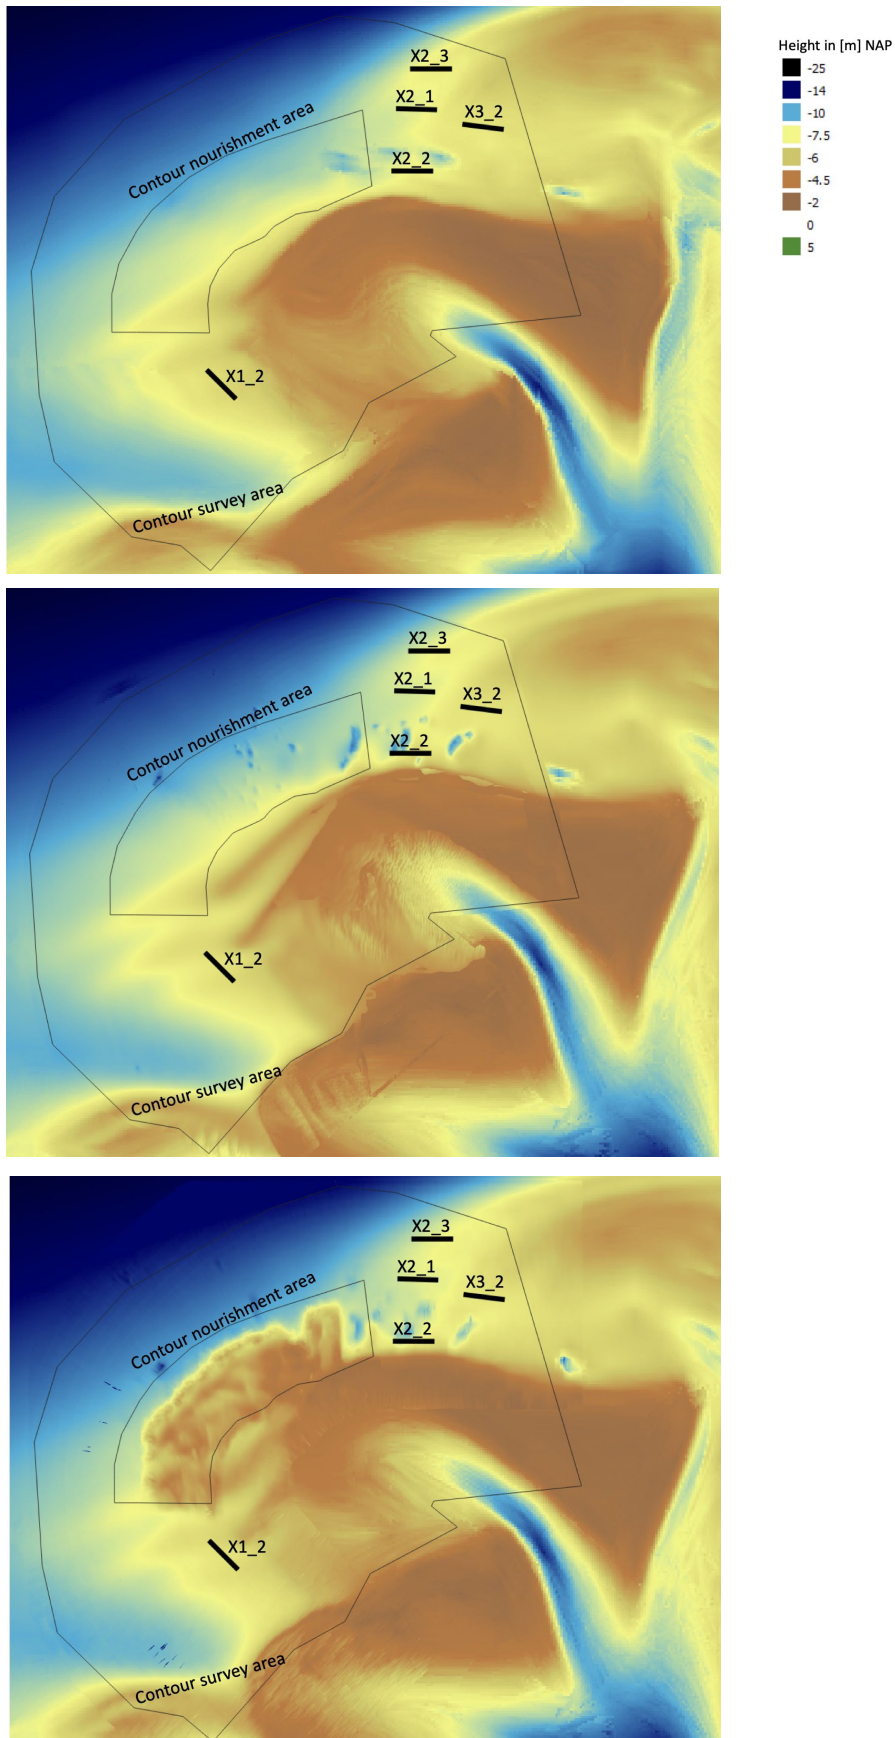 Height in [m] NAP
-25
-14
-10
-7.5
-6
-4.5
-2
0
5
X2_3
X2_1
X3_2
Contour nourishment area
X2_2
X1_2
Contour survey area
X2_3
X2_1
X3_2
Contour nourishment area
X2_2
X1_2
Contour survey area
X2_3
X2_1
X3_2
Contour nourishment area
X2_2
X1_2
Contour survey area